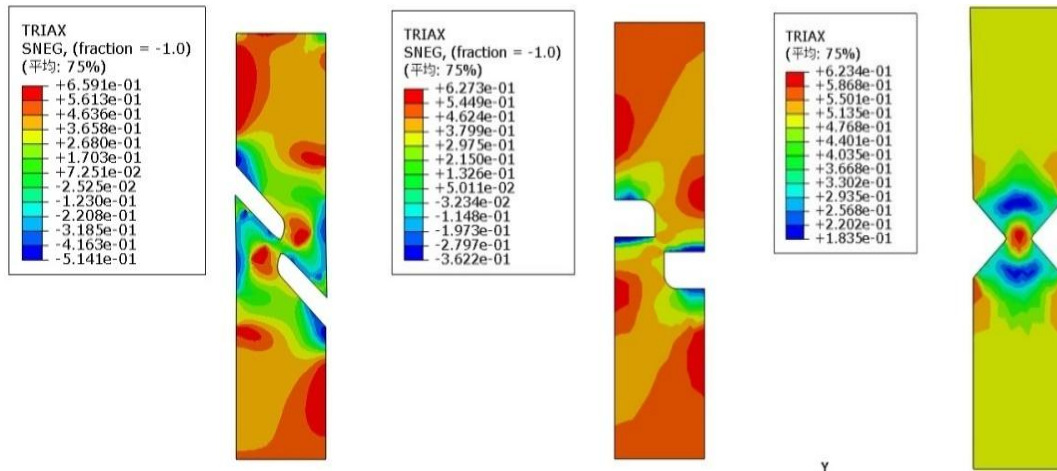 TRIAX
SNEG, (fraction = -1.0)
(平均: 75%)
+6.591e-01
+5.613e-01
+4.636e-01
+3.658e-01
+2.680e-01
+1.703e-01
+7.251e-02
-2.525e-02
-1.230e-01
-2.208e-01
-3.185e-01
-4.163e-01
-5.141e-01
TRIAX
SNEG, (fraction = -1.0)
(平均: 75%)
+6.273e-01
+5.449e-01
+4.624e-01
+3.799e-01
+2.975e-01
+2.150e-01
+1.326e-01
+5.011e-02
-3.234e-02
-1.148e-01
-1.973e-01
-2.797e-01
-3.622e-01
TRIAX
(平均: 75%)
+6.234e-01
+5.868e-01
+5.501e-01
+5.135e-01
+4.768e-01
+4.401e-01
+4.035e-01
+3.668e-01
+3.302e-01
+2.935e-01
+2.568e-01
+2.202e-01
+1.835e-01
Y